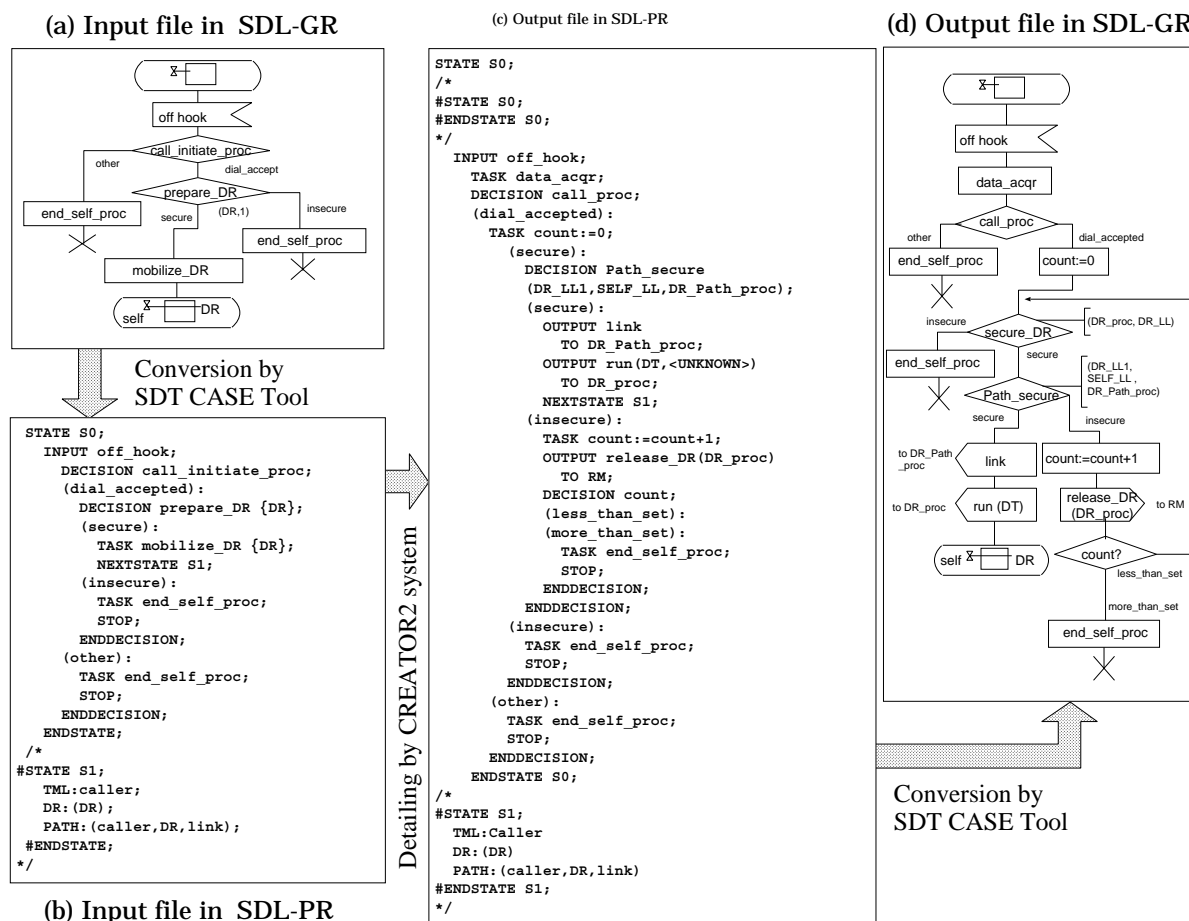 (a) Input file in SDL-GR
off hook
call_initiate_proc
other
dial_accept
prepare_DR
end_self_proc
secure
(DR,1)
insecure
end_self_proc
mobilize_DR
self
DR
Conversion by
SDT CASE Tool
STATE S0;
INPUT off_hook;
DECISION call_initiate_proc;
(dial_accepted):
DECISION prepare_DR {DR};
(secure):
TASK mobilize_DR {DR};
NEXTSTATE S1;
(insecure):
TASK end_self_proc;
STOP;
ENDDECISION;
(other):
TASK end_self_proc;
STOP;
ENDDECISION;
ENDSTATE;
/*
#STATE S1;
TML:caller;
DR:(DR);
PATH:(caller,DR,link);
#ENDSTATE;
*/
(b) Input file in SDL-PR
Detailing by CREATOR2 system
(c) Output file in SDL-PR
STATE S0;
/*
#STATE S0;
#ENDSTATE S0;
*/
INPUT off_hook;
TASK data_acqr;
DECISION call_proc;
(dial_accepted):
TASK count:=0;
(secure):
DECISION Path_secure
(DR_LL1,SELF_LL,DR_Path_proc);
(secure):
OUTPUT link
TO DR_Path_proc;
OUTPUT run(DT,<UNKNOWN>)
TO DR_proc;
NEXTSTATE S1;
(insecure):
TASK count:=count+1;
OUTPUT release_DR(DR_proc)
TO RM;
DECISION count;
(less_than_set):
(more_than_set):
TASK end_self_proc;
STOP;
ENDDECISION;
ENDDECISION;
(insecure):
TASK end_self_proc;
STOP;
ENDDECISION;
(other):
TASK end_self_proc;
STOP;
ENDDECISION;
ENDSTATE S0;
/*
#STATE S1;
TML:Caller
DR:(DR)
PATH:(caller,DR,link)
#ENDSTATE S1;
*/
(d) Output file in SDL-GR
off hook
data_acqr
call_proc
other
dial_accepted
end_self_proc
count:=0
insecure
secure_DR
(DR_proc, DR_LL)
end_self_proc
secure
(DR_LL1,
SELF_LL ,
DR_Path_proc)
Path_secure
secure
insecure
to DR_Path
_proc
link
count:=count+1
to DR_proc
run (DT)
release_DR
(DR_proc)
to RM
self
DR
count?
less_than_set
more_than_set
end_self_proc
Conversion by
SDT CASE Tool